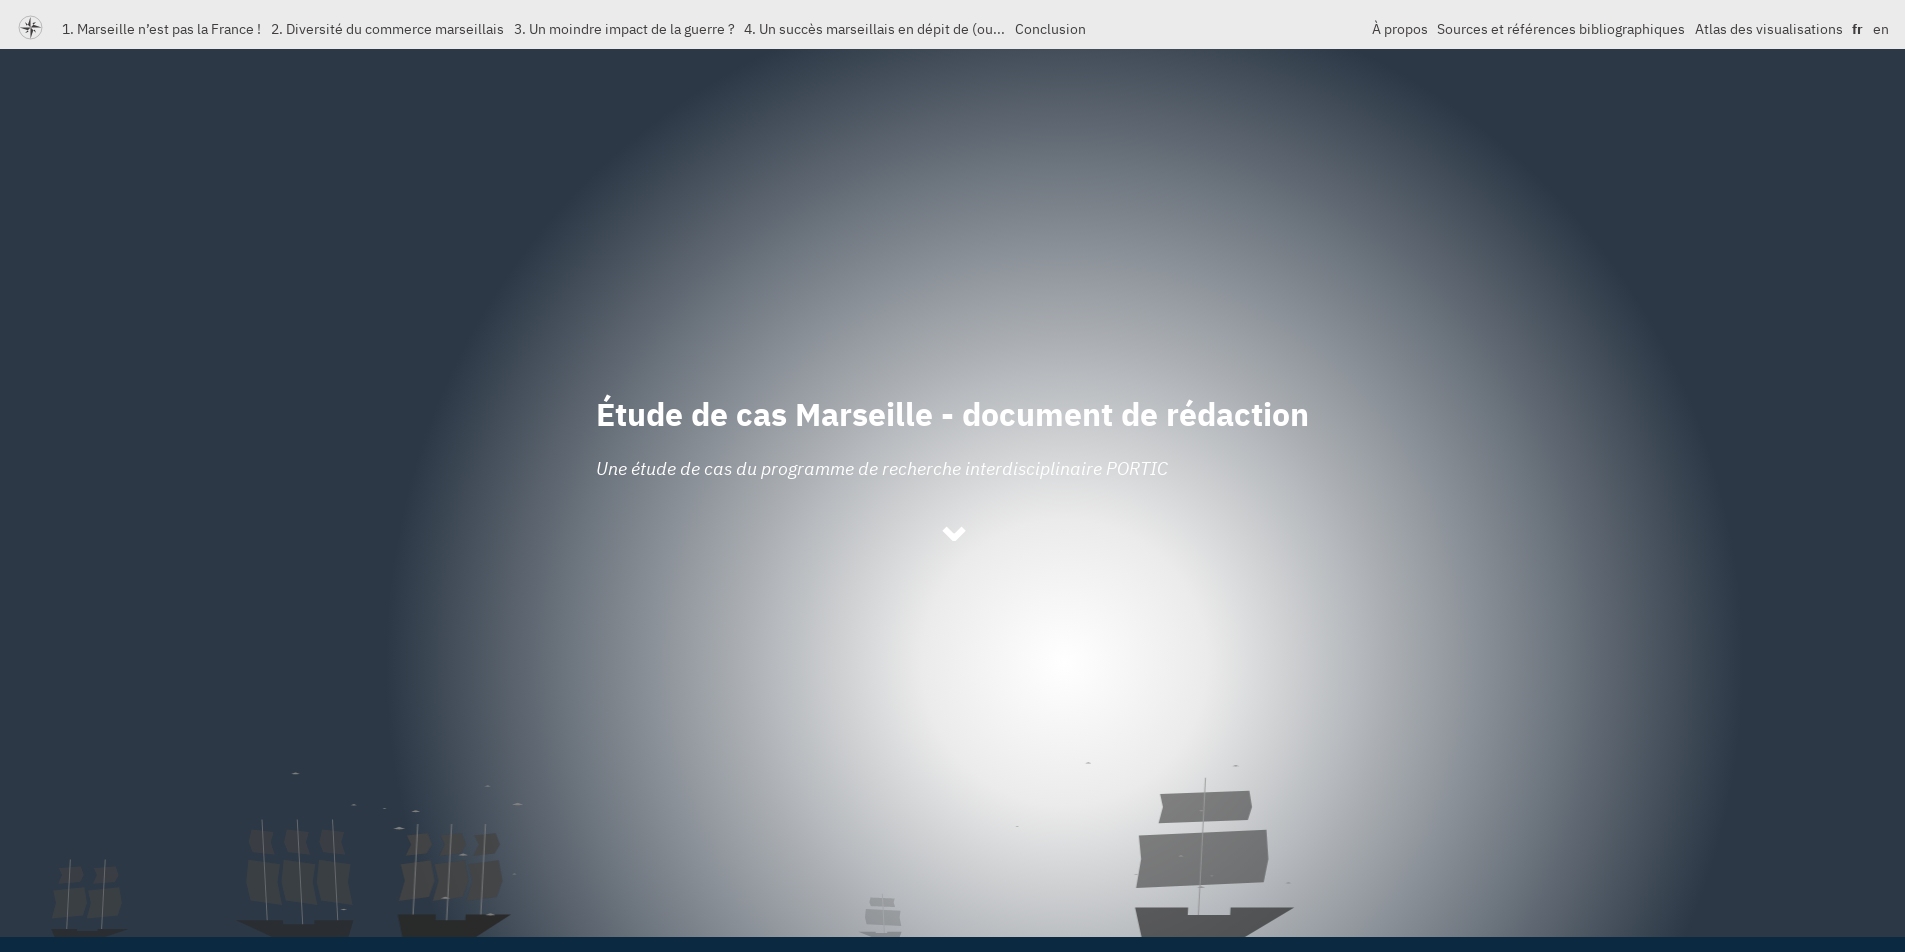 1. Marseille n’est pas la France ! 2. Diversité du commerce marseillais 3. Un moindre impact de la guerre ? 4. Un succès marseillais en dépit de (ou... Conclusion À propos Sources et références bibliographiques Atlas des visualisations fr en
Étude de cas Marseille - document de rédaction
Une étude de cas du programme de recherche interdisciplinaire PORTIC